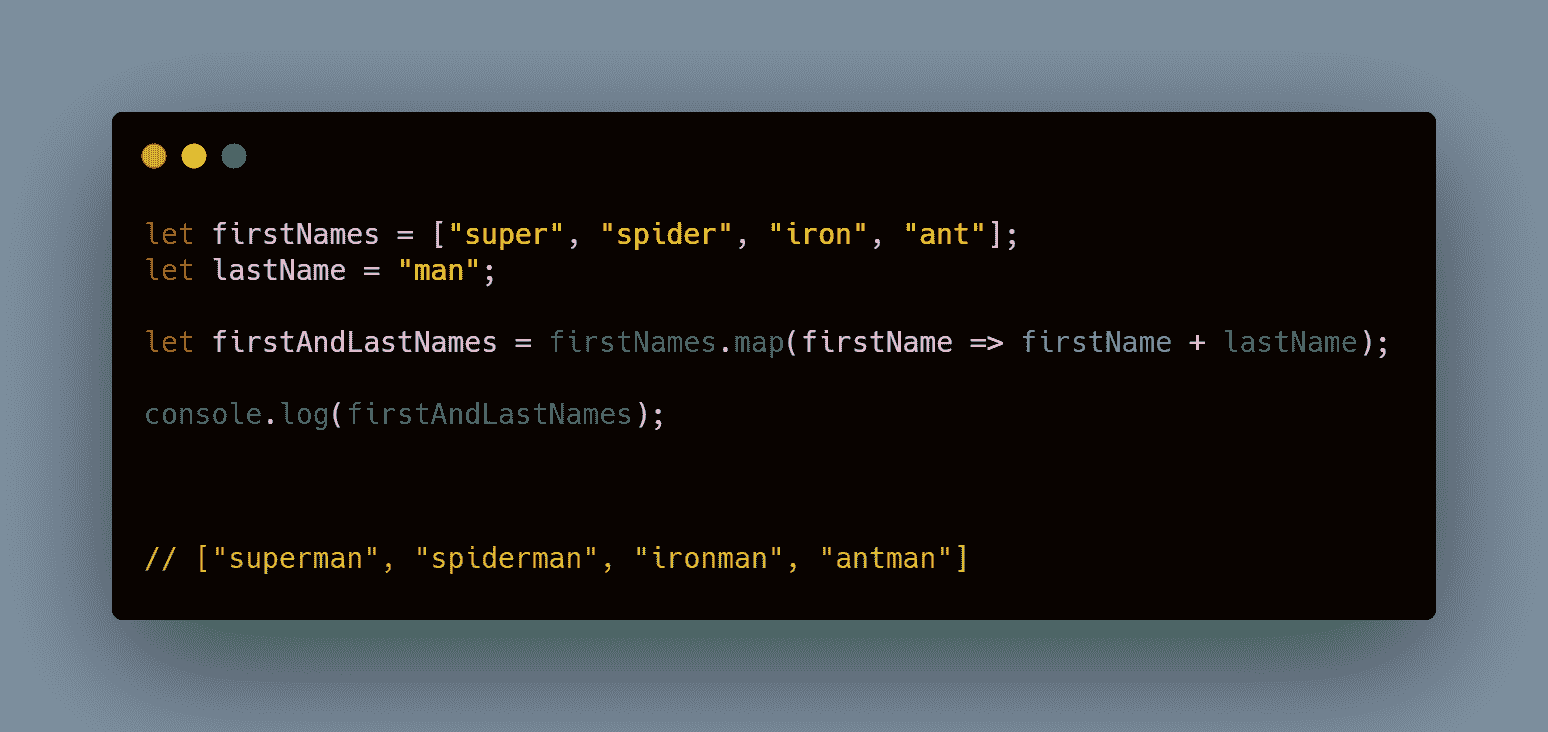 let firstNames = ["super", "spider", "iron", "ant"];
let lastName = "man";
let firstAndLastNames = firstNames.map(firstName => firstName + lastName);
console.log(firstAndLastNames);
// ["superman", "spiderman", "ironman", "antman"]